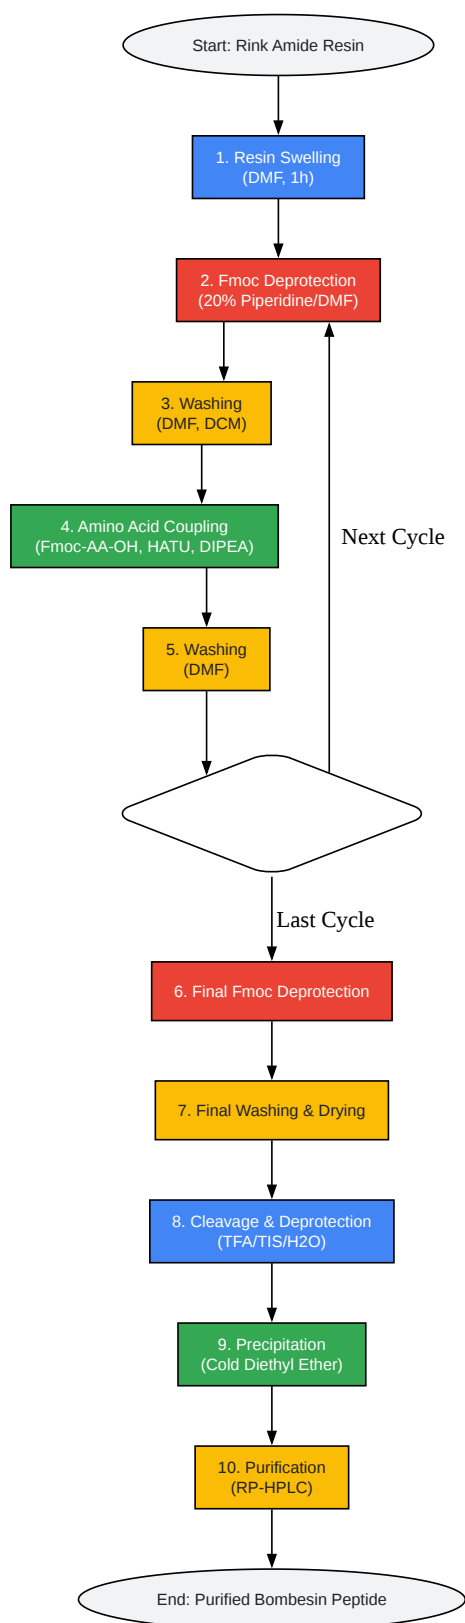 Start: Rink Amide Resin
1. Resin Swelling
(DMF, 1h)
2. Fmoc Deprotection
(20% Piperidine/DMF)
3. Washing
(DMF, DCM)
4. Amino Acid Coupling
(Fmoc-AA-OH, HATU, DIPEA)
Next Cycle
5. Washing
(DMF)
Last Cycle
6. Final Fmoc Deprotection
7. Final Washing & Drying
8. Cleavage & Deprotection
(TFA/TIS/H2O)
9. Precipitation
(Cold Diethyl Ether)
10. Purification
(RP-HPLC)
End: Purified Bombesin Peptide